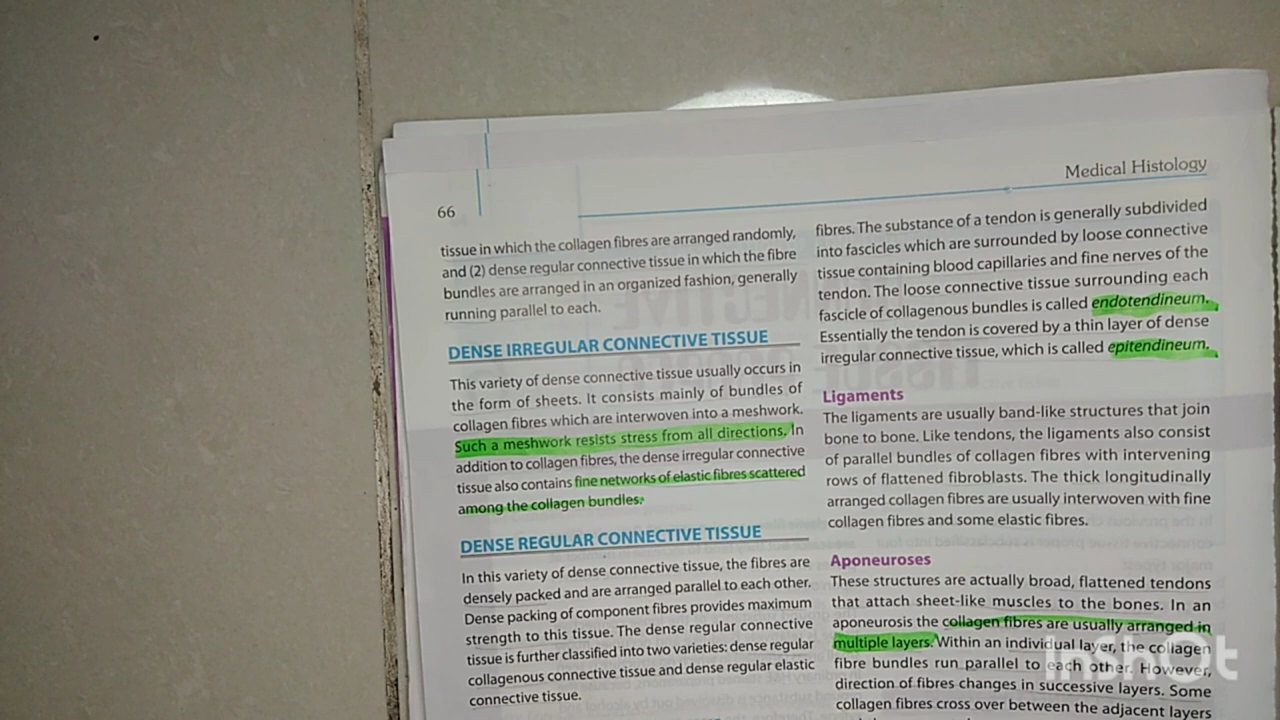 66
Medical Histology
tissue in which the collagen fibres are arranged randomly,
and (2) dense regular connective tissue in which the fibre
bundles are arranged in an organized fashion, generally
running parallel to each.
DENSE IRREGULAR CONNECTIVE TISSUE
This variety of dense connective tissue usually occurs in
the form of sheets. It consists mainly of bundles of
collagen fibres which are interwoven into a meshwork.
Such a meshwork resists stress from all directions. In
addition to collagen fibres, the dense irregular connective
tissue also contains fine networks of elastic fibres scattered
among the collagen bundles.
DENSE REGULAR CONNECTIVE TISSUE
In this variety of dense connective tissue, the fibres are
densely packed and are arranged parallel to each other.
Dense packing of component fibres provides maximum
strength to this tissue. The dense regular connective
tissue is further classified into two varieties: dense regular
collagenous connective tissue and dense regular elastic
connective tissue.
fibres. The substance of a tendon is generally subdivided
into fascicles which are surrounded by loose connective
tissue containing blood capillaries and fine nerves of the
tendon. The loose connective tissue surrounding each
fascicle of collagenous bundles is called endotendineum.
Essentially the tendon is covered by a thin layer of dense
irregular connective tissue, which is called epitendineum.
Ligaments
The ligaments are usually band-like structures that join
bone to bone. Like tendons, the ligaments also consist
of parallel bundles of collagen fibres with intervening
rows of flattened fibroblasts. The thick longitudinally
arranged collagen fibres are usually interwoven with fine
collagen fibres and some elastic fibres.
Aponeuroses
These structures are actually broad, flattened tendons
that attach sheet-like muscles to the bones. In an
aponeurosis the collagen fibres are usually arranged in
multiple layers. Within an individual layer, the collagen
fibre bundles run parallel to each other. However,
direction of fibres changes in successive layers. Some
collagen fibres cross over between the adjacent layers
InShOt